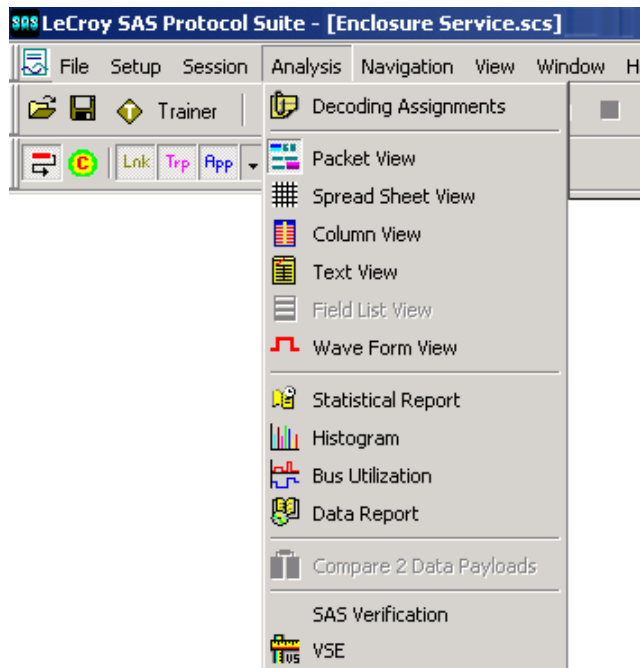 SAS LeCroy SAS Protocol Suite - [Enclosure Service.scs]
File Setup Session Analysis Navigation View Window H
Trainer
Lnk Trp App
Decoding Assignments
Packet View
Spread Sheet View
Column View
Text View
Field List View
Wave Form View
Statistical Report
Histogram
Bus Utilization
Data Report
Compare 2 Data Payloads
SAS Verification
VS VSE